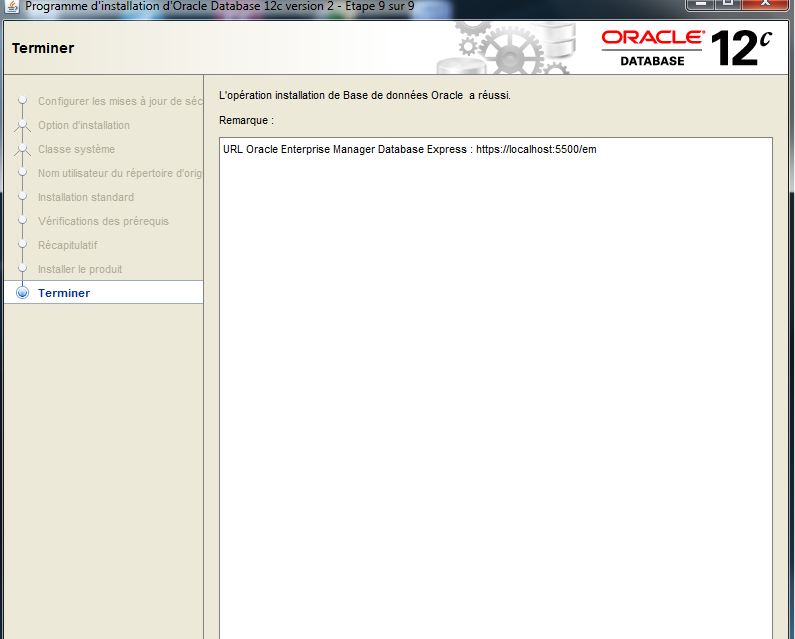 Programme d'installation d'Oracle Database 12c version 2 - Etape 9 sur 9
Terminer
ORACLE®
DATABASE
12c
Configurer les mises à jour de séc
Option d'installation
Classe système
Nom utilisateur du répertoire d'orig
Installation standard
Vérifications des prérequis
Récapitulatif
Installer le produit
Terminer
L'opération installation de Base de données Oracle  a réussi.
Remarque :
URL Oracle Enterprise Manager Database Express : https://localhost:5500/em